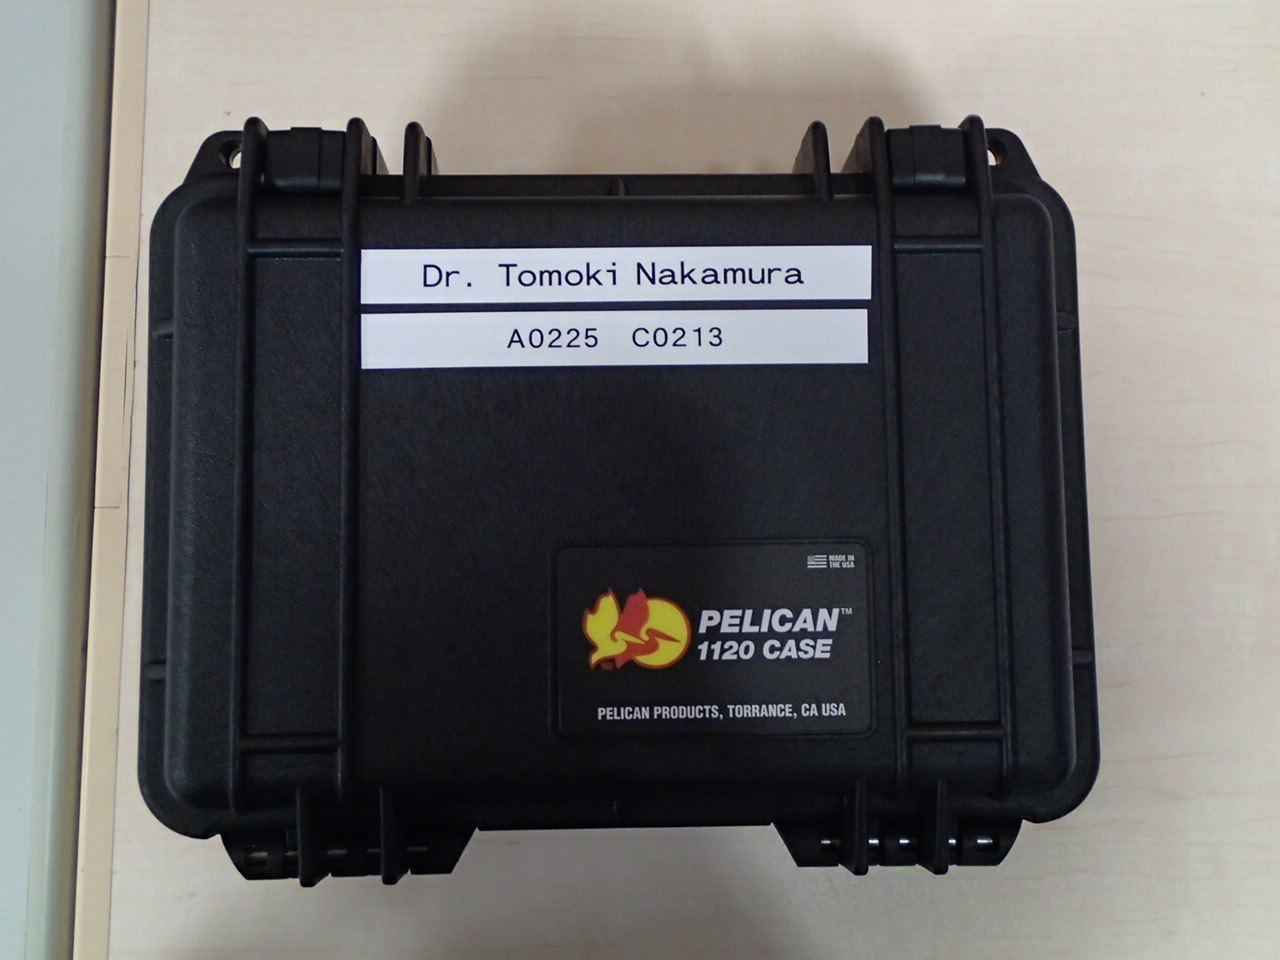 Dr. Tomoki Nakamura
A0225 C0213
MADE IN
THE USA
PELICAN™
1120 CASE
PELICAN PRODUCTS, TORRANCE, CA USA